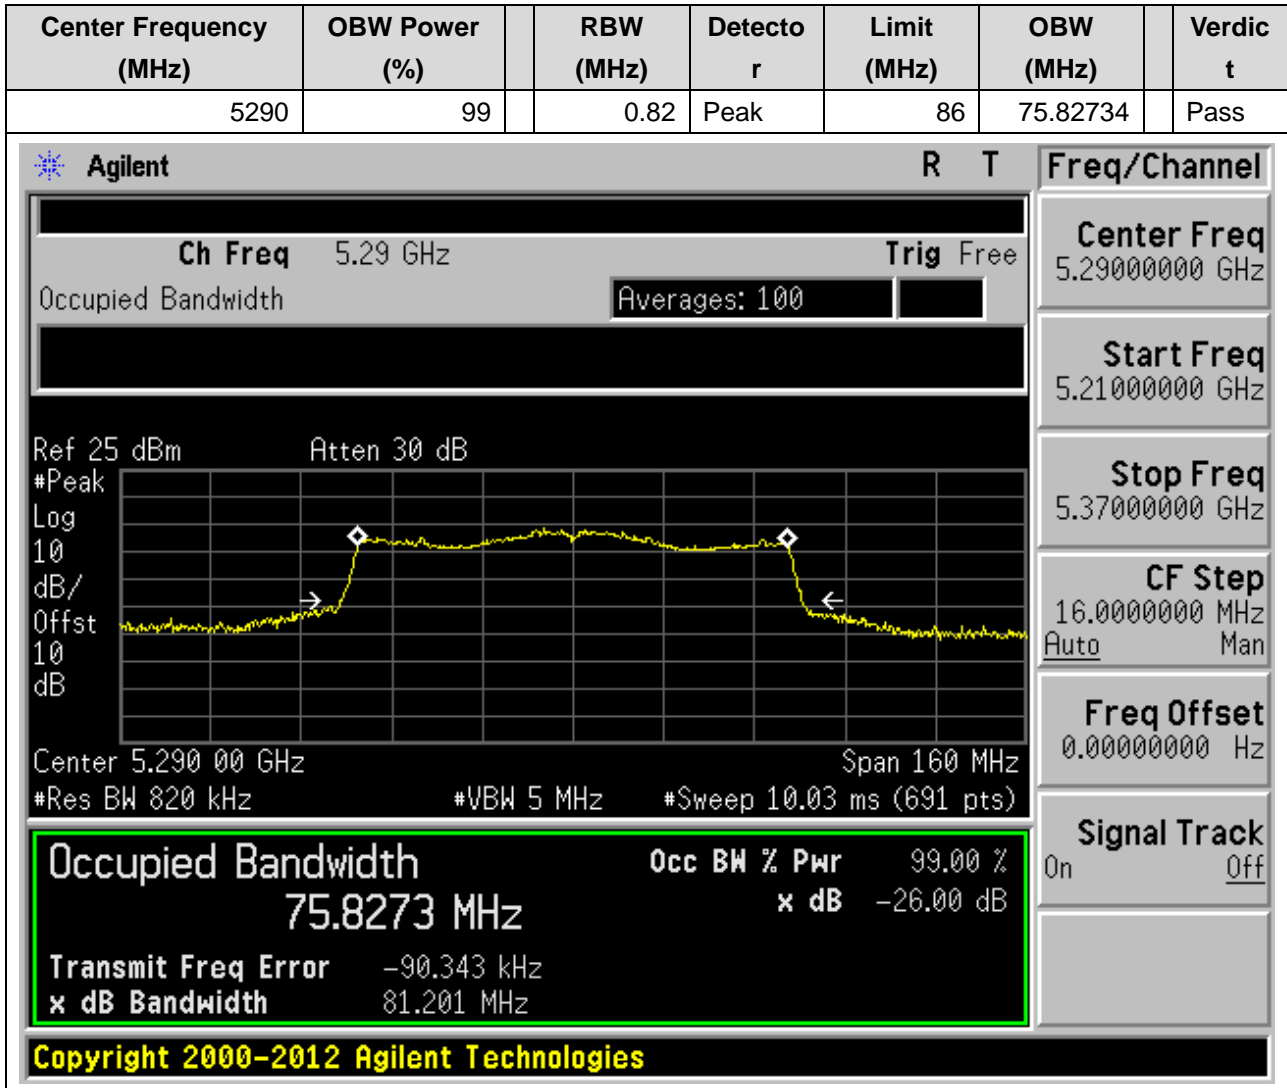 Center Frequency (MHz) OBW Power (%) RBW (MHz) Detector Limit (MHz) OBW (MHz) Verdict
5290 99 0.82 Peak 86 75.82734 Pass
Agilent R T Freq/Channel
Ch Freq 5.29 GHz Trig Free
Occupied Bandwidth Averages: 100
Center Freq
5.29000000 GHz
Start Freq
5.21000000 GHz
Stop Freq
5.37000000 GHz
CF Step
16.0000000 MHz
Auto Man
Freq Offset
0.00000000 Hz
Signal Track
On Off
Ref 25 dBm Atten 30 dB
#Peak
Log
10
dB/
Offst
10
dB
Center 5.290 00 GHz Span 160 MHz
#Res BW 820 kHz #VBW 5 MHz #Sweep 10.03 ms (691 pts)
Occupied Bandwidth Occ BW % Pwr 99.00 %
75.8273 MHz x dB -26.00 dB
Transmit Freq Error -90.343 kHz
x dB Bandwidth 81.201 MHz
Copyright 2000-2012 Agilent Technologies